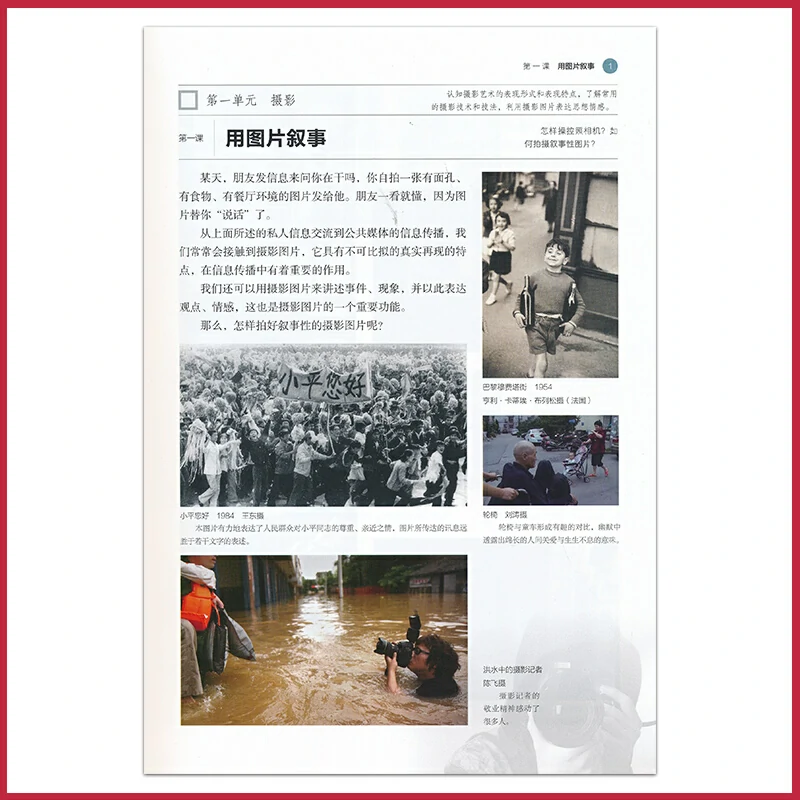 第一课 用图片叙事 1
第一单元 摄影
认知摄影艺术的表现形式和表现特点，了解常用
的摄影技术和技法，利用摄影图片表达思想情感。
第一课
用图片叙事
怎样操控照相机？如
何拍摄叙事性图片？
某天，朋友发信息来问你在干吗，你自拍一张有面孔、
有食物、有餐厅环境的图片发给他。朋友一看就懂，因为图
片替你“说话”了。
从上面所述的私人信息交流到公共媒体的信息传播，我
们常常会接触到摄影图片，它具有不可比拟的真实再现的特
点，在信息传播中有着重要的作用。
我们还可以用摄影图片来讲述事件、现象，并以此表达
观点、情感，这也是摄影图片的一个重要功能。
那么，怎样拍好叙事性的摄影图片呢？
巴黎穆费塔街 1954
亨利·卡蒂埃·布列松摄（法国）
小平您好
小平您好 1984 王东摄
本图片有力地表达了人民群众对小平同志的尊重、亲近之情，图片所传达的讯息远
胜于若干文字的表述。
轮椅 刘涛摄
轮椅与童车形成有趣的对比，幽默中
透露出绵长的人间关爱与生生不息的意味。
洪水中的摄影记者
陈飞摄
摄影记者的
敬业精神感动了
很多人。